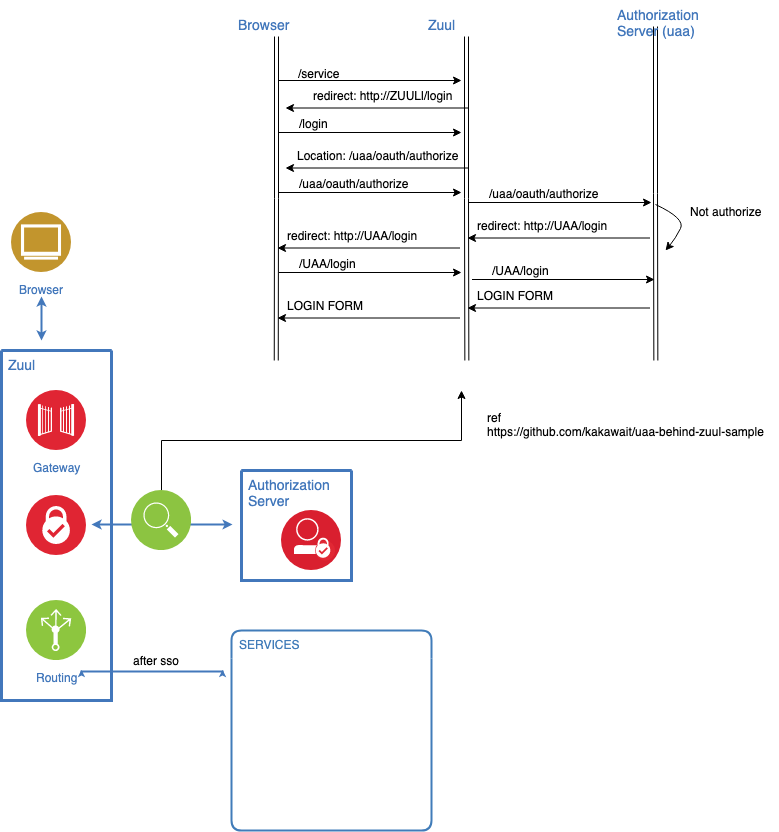 Browser
Zuul
Authorization
Server (uaa)
/service
redirect: http://ZUULI/login
/login
Location: /uaa/oauth/authorize
/uaa/oauth/authorize
/uaa/oauth/authorize
Not authorize
redirect: http://UAA/login
redirect: http://UAA/login
/UAA/login
/UAA/login
LOGIN FORM
LOGIN FORM
Browser
Zuul
Gateway
ref
https://github.com/kakawait/uaa-behind-zuul-sample
Authorization
Server
Routing
after sso
SERVICES